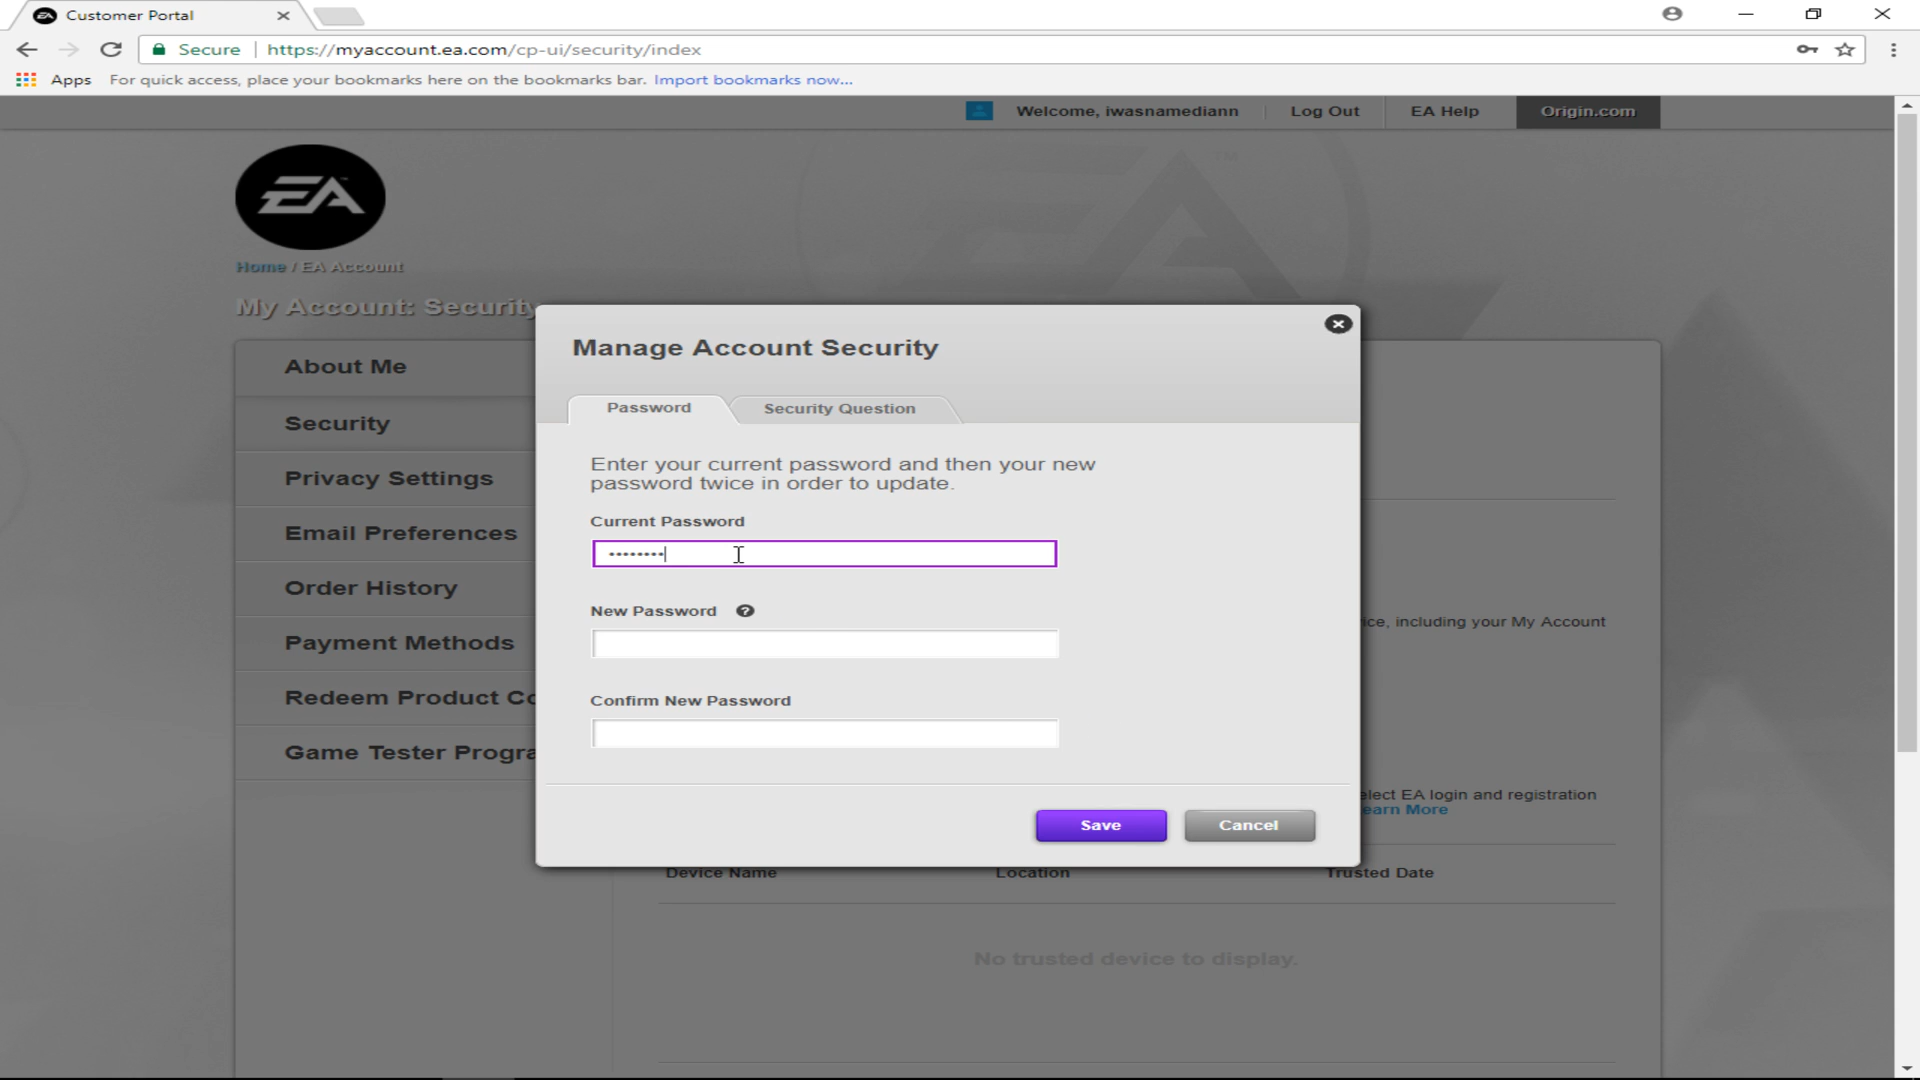 Customer Portal
Secure
https://myaccount.ea.com/cp-ui/security/index
Apps
For quick access, place your bookmarks here on the bookmarks bar. Import bookmarks now...
Welcome, iwasnamediann
Log Out
EA Help
Origin.com
EA
Home / EA Account
My Account: Security
About Me
Security
Privacy Settings
Email Preferences
Order History
Payment Methods
Redeem Product Co
Game Tester Progra
Manage Account Security
Password
Security Question
Enter your current password and then your new
password twice in order to update.
Current Password
••••••••
New Password ?
Confirm New Password
Save
Cancel
ice, including your My Account
elect EA login and registration
earn More
Device Name
Location
Trusted Date
No trusted device to display.